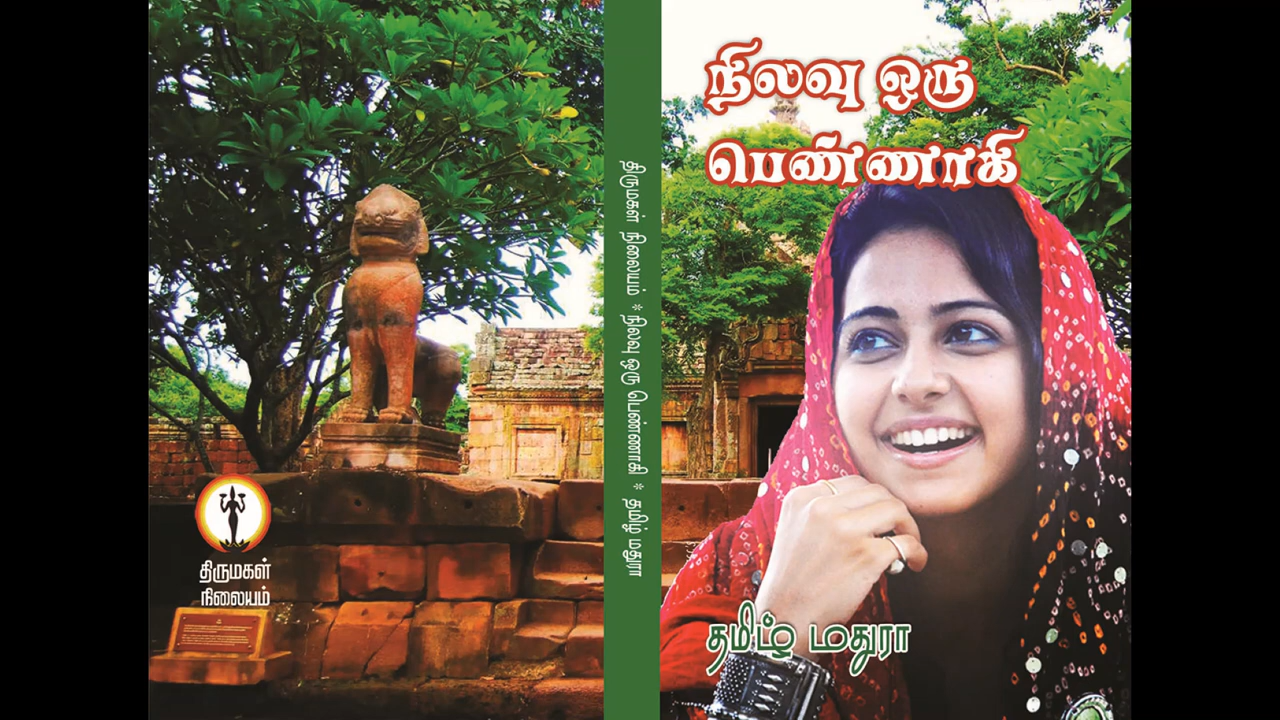 நிலவு ஒரு
பெண்ணாகி
தமிழ் மதுரா
திருமகள் நிலையம் * நிலவு ஒரு பெண்ணாகி * தமிழ் மதுரா
திருமகள்
நிலையம்